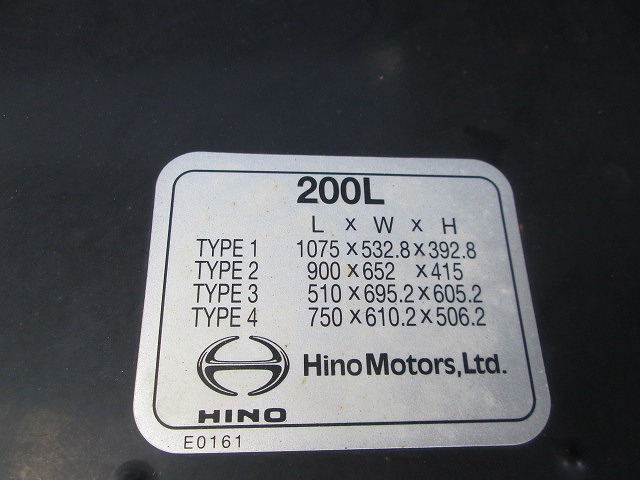 200L
L x W x H
TYPE 1 1075 x 532.8 x 392.8
TYPE 2 900 x 652 x 415
TYPE 3 510 x 695.2 x 605.2
TYPE 4 750 x 610.2 x 506.2
Hino Motors, Ltd.
HINO
E0161